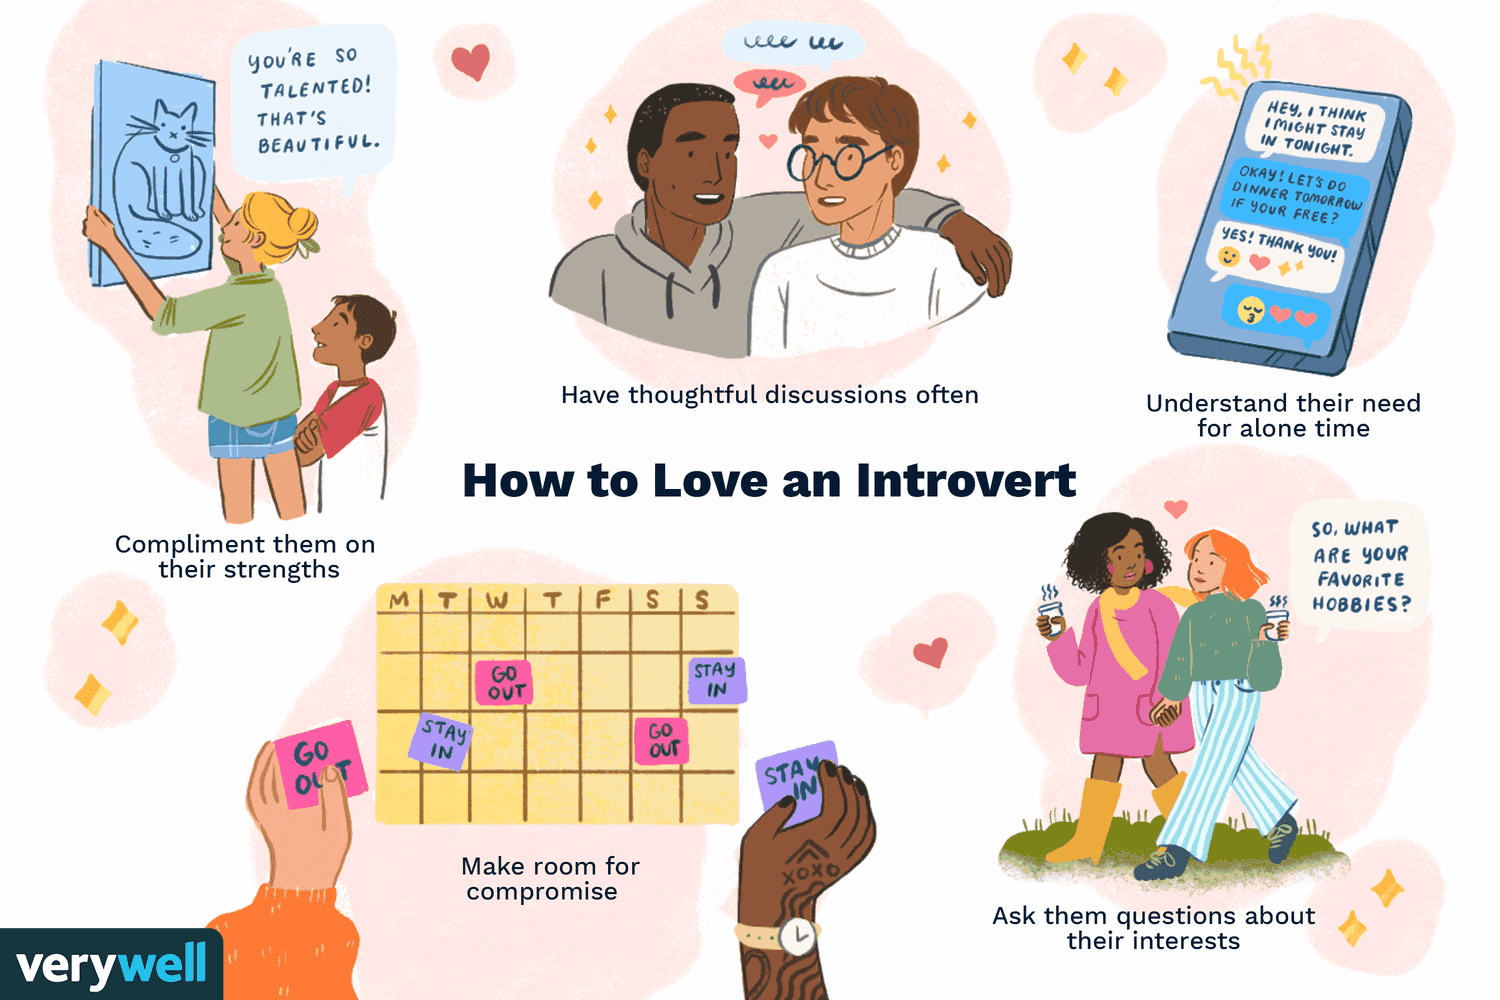 YOU'RE SO
TALENTED!
THAT'S
BEAUTIFUL.
Compliment them on
their strengths
Have thoughtful discussions often
HEY, I THINK
I MIGHT STAY
IN TONIGHT.
OKAY! LET'S DO
DINNER TOMORROW
IF YOUR FREE?
YES! THANK YOU!
Understand their need
for alone time
How to Love an Introvert
M T W T F S S
GO
OUT
STAY
IN
STAY
IN
GO
OUT
GO
OUT
STAY
IN
XOXO
Make room for
compromise
SO, WHAT
ARE YOUR
FAVORITE
HOBBIES?
Ask them questions about
their interests
verywell